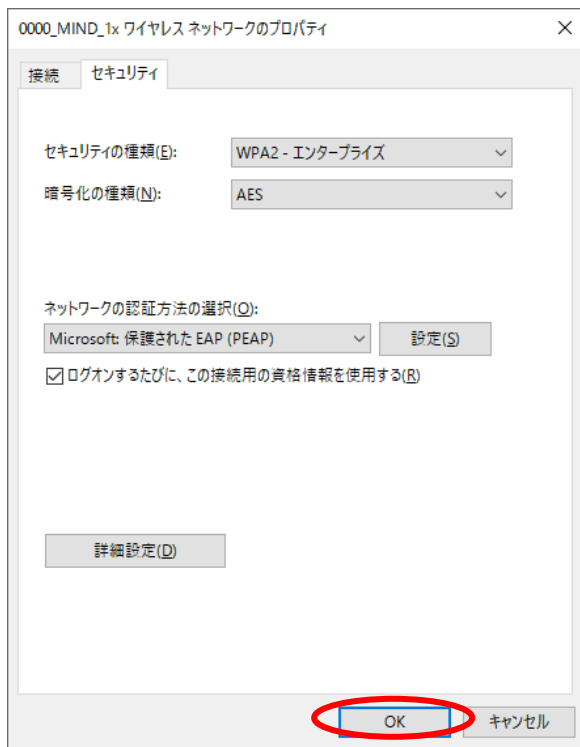 0000_MIND_1x ワイヤレス ネットワークのプロパティ
接続 セキュリティ
セキュリティの種類(E): WPA2 - エンタープライズ
暗号化の種類(N): AES
ネットワークの認証方法の選択(O):
Microsoft: 保護された EAP (PEAP) 設定(S)
ログオンするたびに、この接続用の資格情報を使用する(R)
詳細設定(D)
OK キャンセル